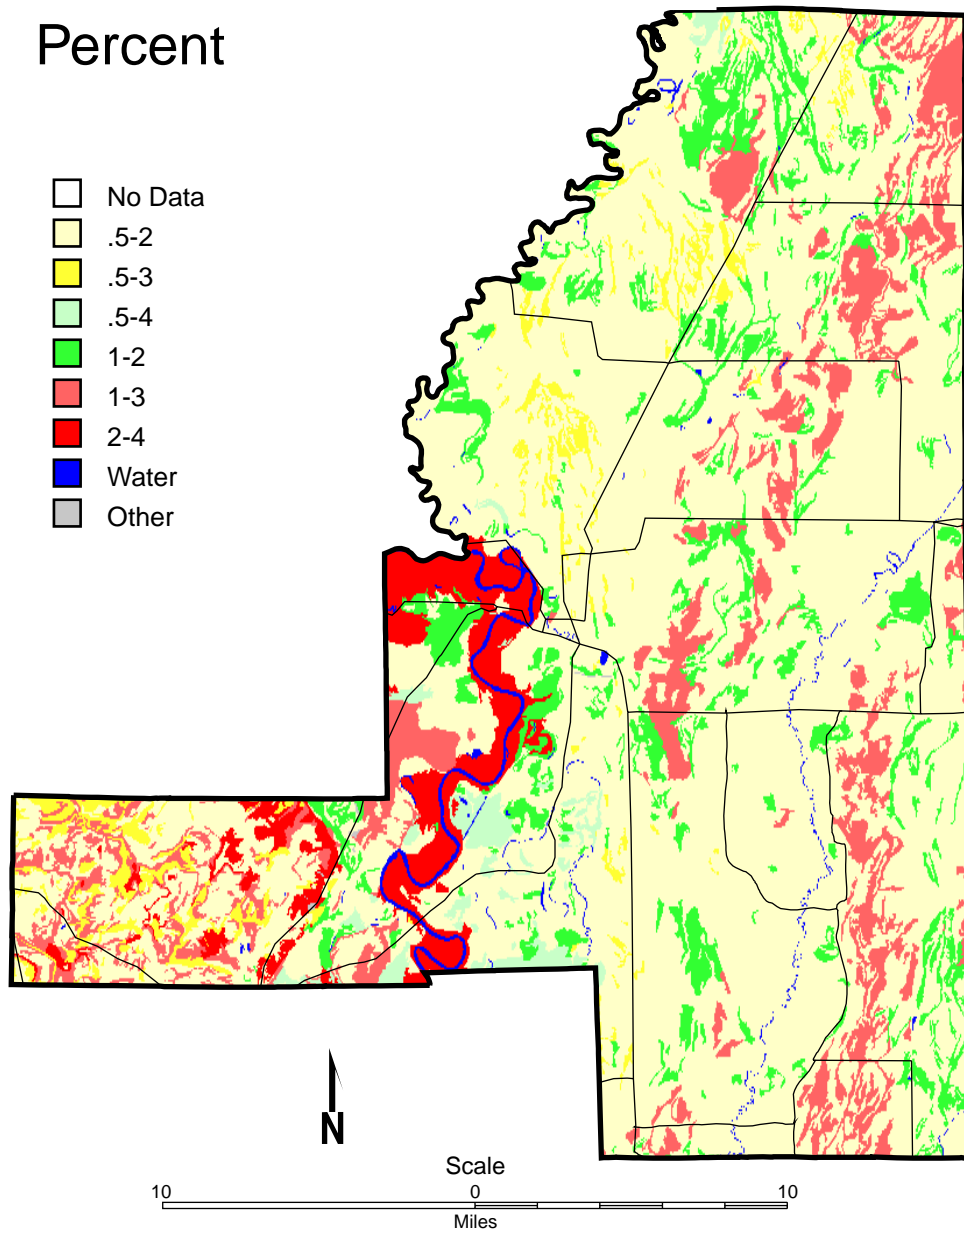 Percent
No Data
.5-2
.5-3
.5-4
1-2
1-3
2-4
Water
Other
N
Scale
10 0 10
Miles